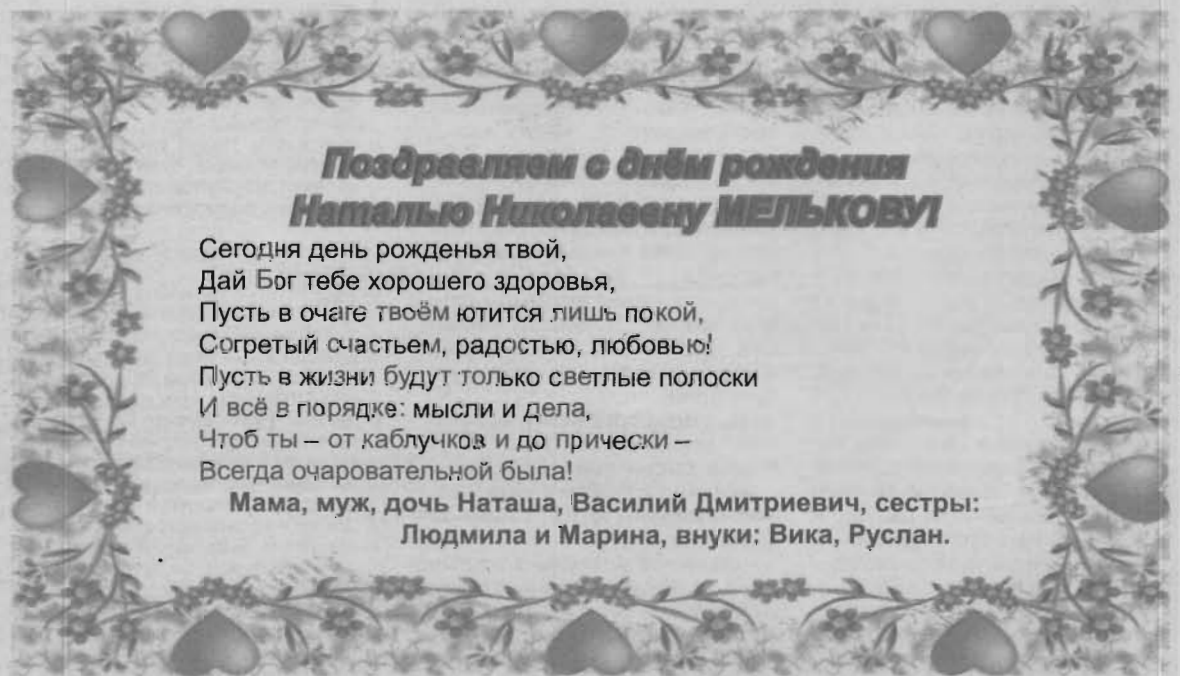 Поздравляем с днём рождения
Наталью Николаевну МЕЛЬКОВУ!
Сегодня день рожденья твой,
Дай Бог тебе хорошего здоровья,
Пусть в очаге твоём ютится лишь покой,
Согретый счастьем, радостью, любовью!
Пусть в жизни будут только светлые полоски
И всё в порядке: мысли и дела,
Чтоб ты – от каблучков и до прически –
Всегда очаровательной была!
Мама, муж, дочь Наташа, Василий Дмитриевич, сестры:
Людмила и Марина, внуки: Вика, Руслан.